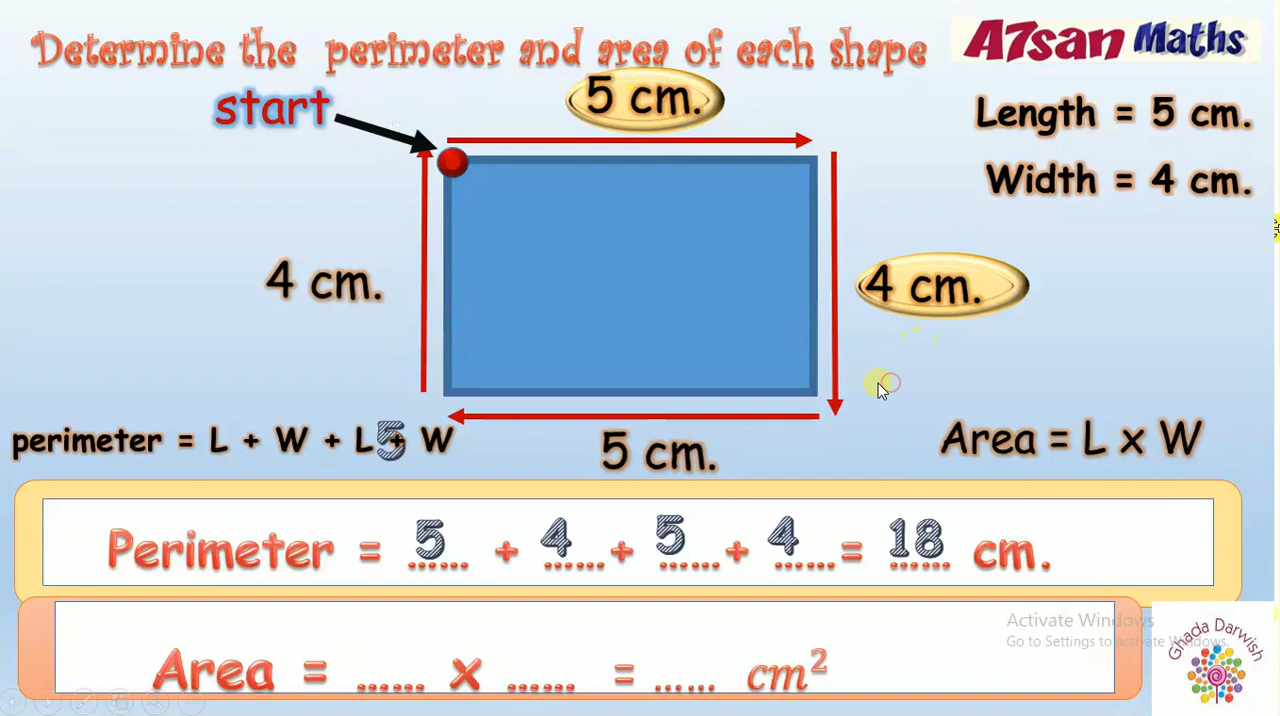 Determine the perimeter and area of each shape
A7san Maths
start
5 cm.
Length = 5 cm.
Width = 4 cm.
4 cm.
4 cm.
perimeter = L + W + L + W
5
5 cm.
Area = L x W
Perimeter = 5 + 4 + 5 + 4 = 18 cm.
Area = ...... x ...... = ...... cm²
Activate Windows
Go to Settings to activate Windows.
Ghada Darwish